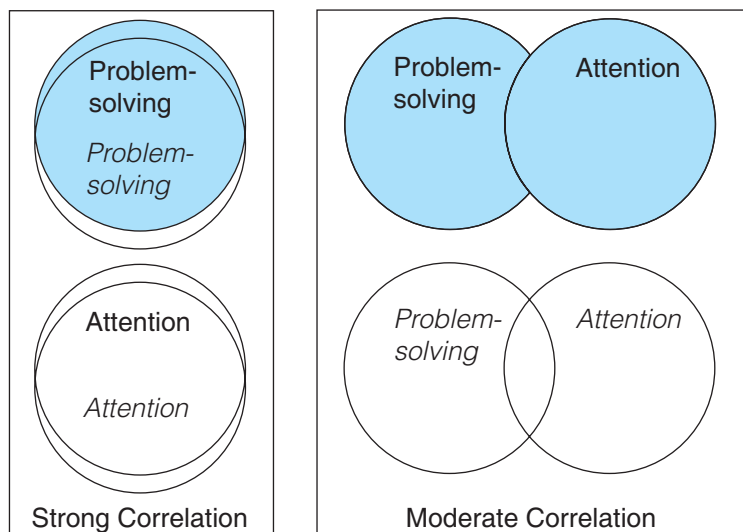 Problem-
solving
Problem-
solving
Attention
Attention
Strong Correlation
Problem-
solving
Attention
Problem-
solving
Attention
Moderate Correlation